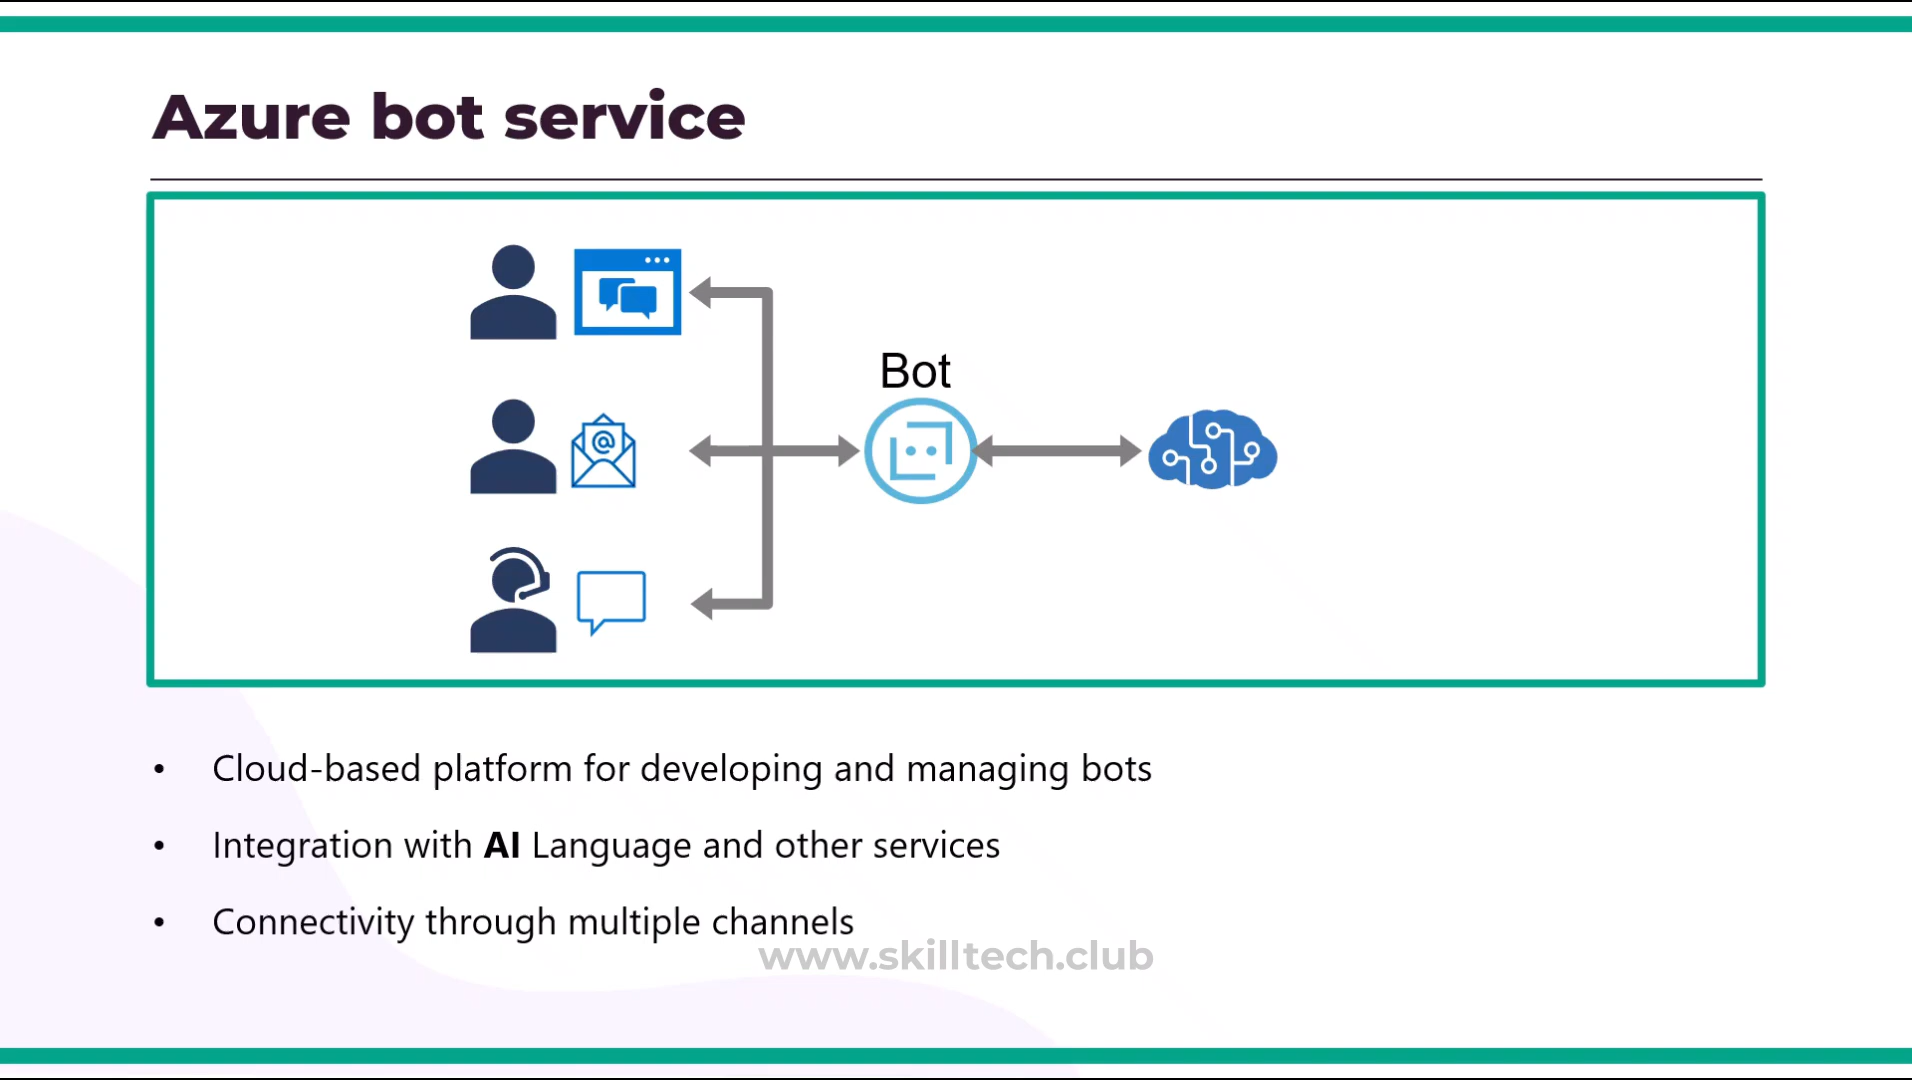 Azure bot service
Bot
@
• Cloud-based platform for developing and managing bots
• Integration with AI Language and other services
• Connectivity through multiple channels
www.skilltech.club